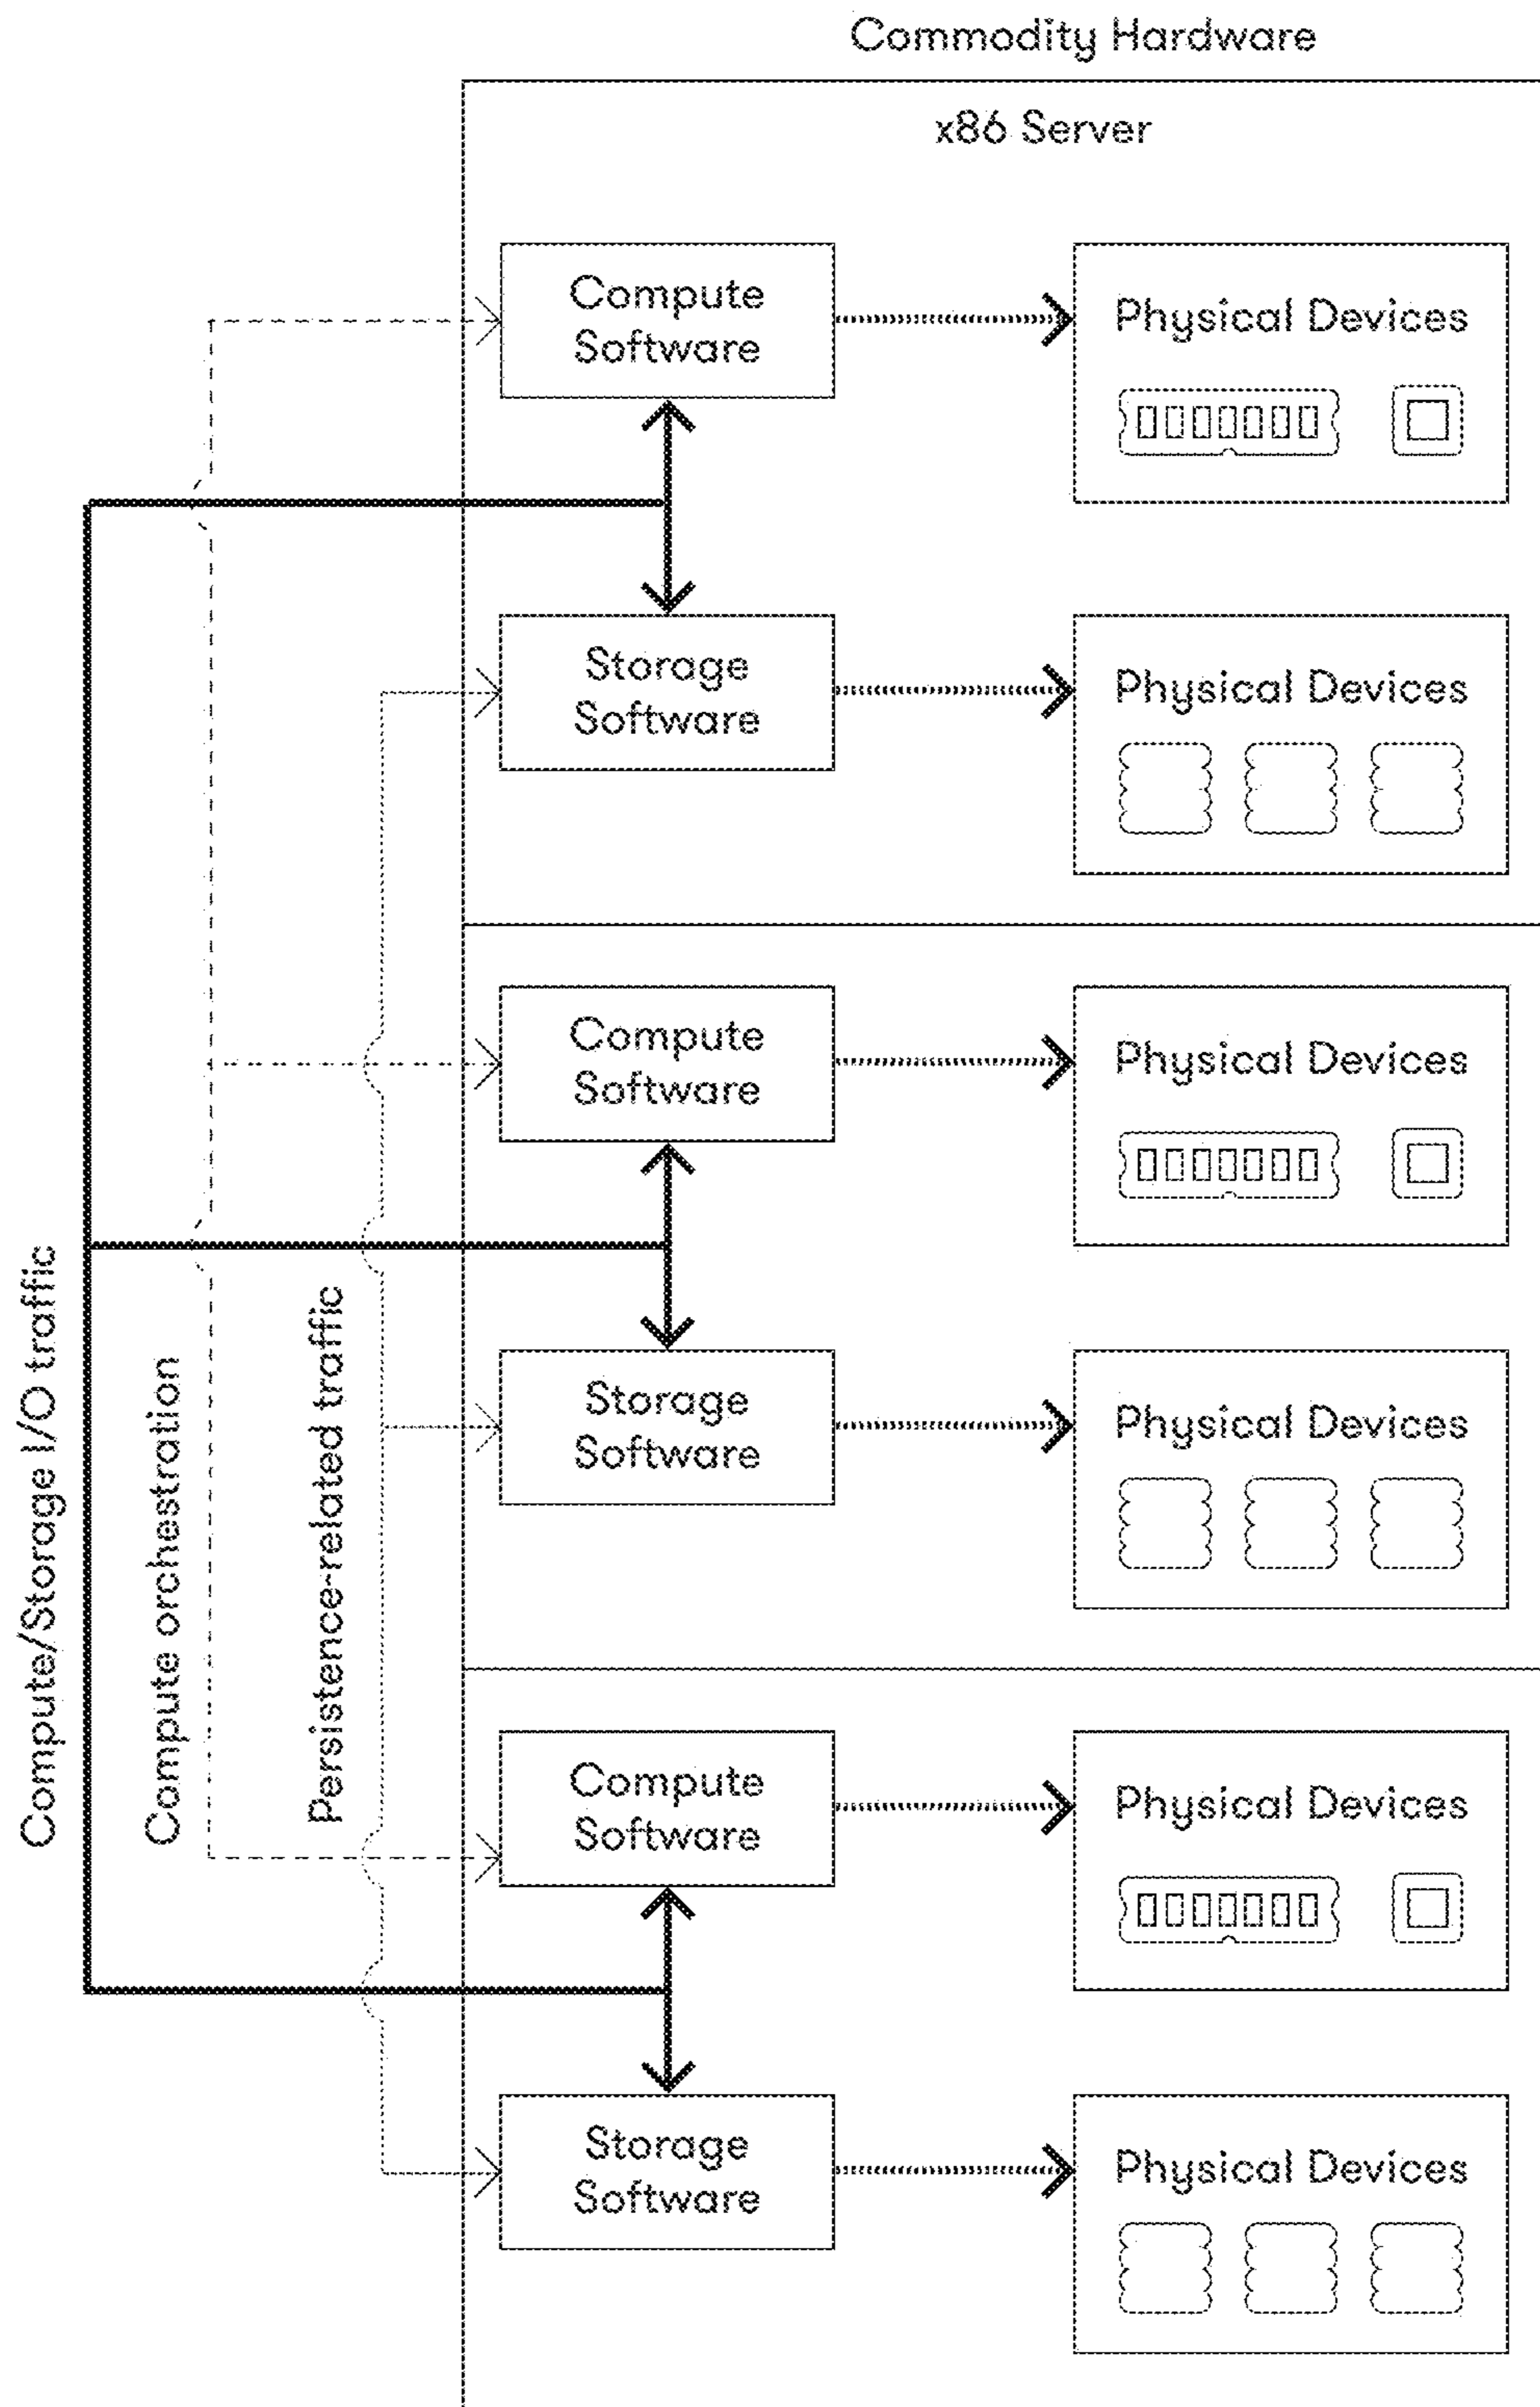 Commodity Hardware
x86 Server
Compute
Software
Physical Devices
Storage
Software
Physical Devices
Compute
Software
Physical Devices
Storage
Software
Physical Devices
Compute
Software
Physical Devices
Storage
Software
Physical Devices
Compute/Storage I/O traffic
Compute orchestration
Persistence-related traffic